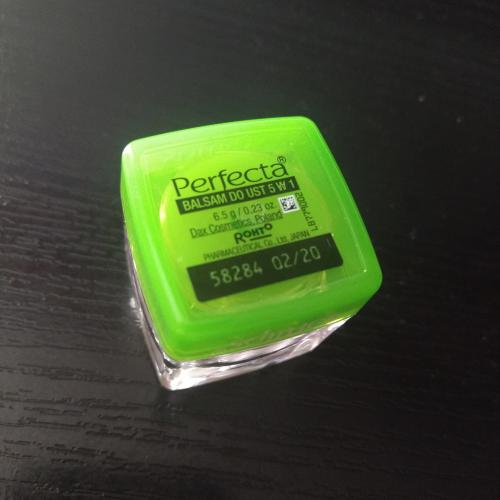 Perfecta®
BALSAM DO UST 5 W 1
6.5 g / 0.23 oz.
Dax Cosmetics, Poland
ROHTO
PHARMACEUTICAL Co., Ltd. JAPAN
58284 02/20